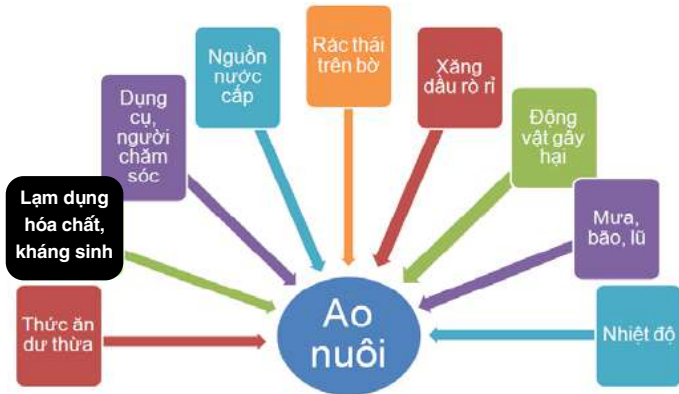 Thức ăn
dư thừa
Lạm dụng
hóa chất,
kháng sinh
Dụng
cụ,
người
chăm
sóc
Nguồn
nước
cấp
Rác thải
trên bờ
Xăng
dầu rò rỉ
Động
vật gây
hại
Mưa,
bão, lũ
Nhiệt độ
Ao
nuôi